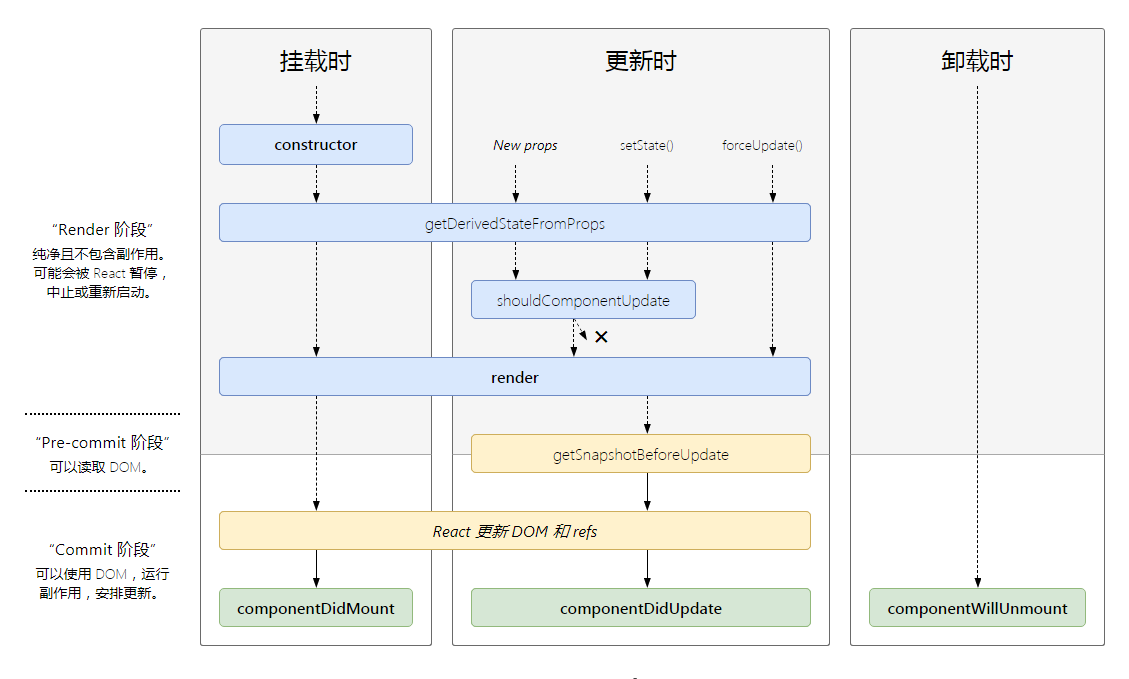 挂载时
更新时
卸载时
constructor
New props
setState()
forceUpdate()
getDerivedStateFromProps
“Render 阶段”
纯净且不包含副作用。
可能会被 React 暂停，
中止或重新启动。
shouldComponentUpdate
render
“Pre-commit 阶段”
可以读取 DOM。
getSnapshotBeforeUpdate
React 更新 DOM 和 refs
“Commit 阶段”
可以使用 DOM，运行
副作用，安排更新。
componentDidMount
componentDidUpdate
componentWillUnmount